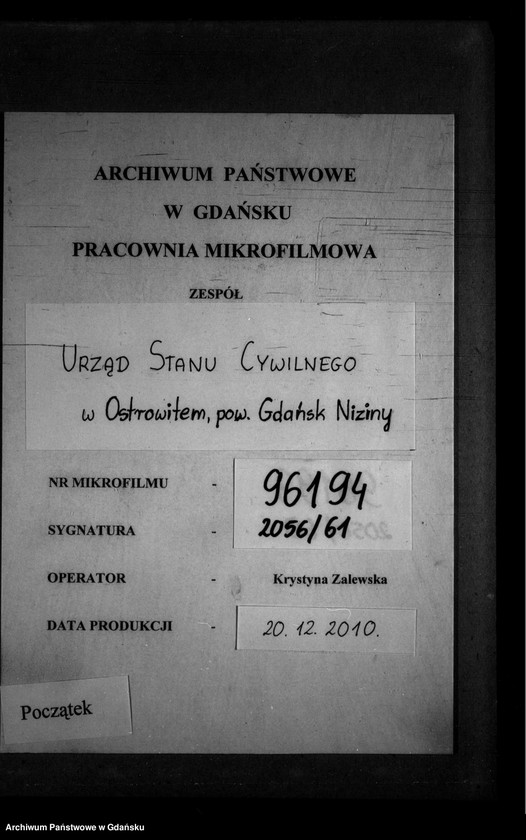 ARCHIWUM PAŃSTWOWE
W GDAŃSKU
PRACOWNIA MIKROFILMOWA
ZESPÓŁ
URZĄD STANU CYWILNEGO
w Ostrowitem, pow. Gdańsk Niziny
NR MIKROFILMU - 96194
SYGNATURA - 2056/61
OPERATOR - Krystyna Zalewska
DATA PRODUKCJI - 20. 12. 2010.
Początek
Archiwum Państwowe w Gdańsku